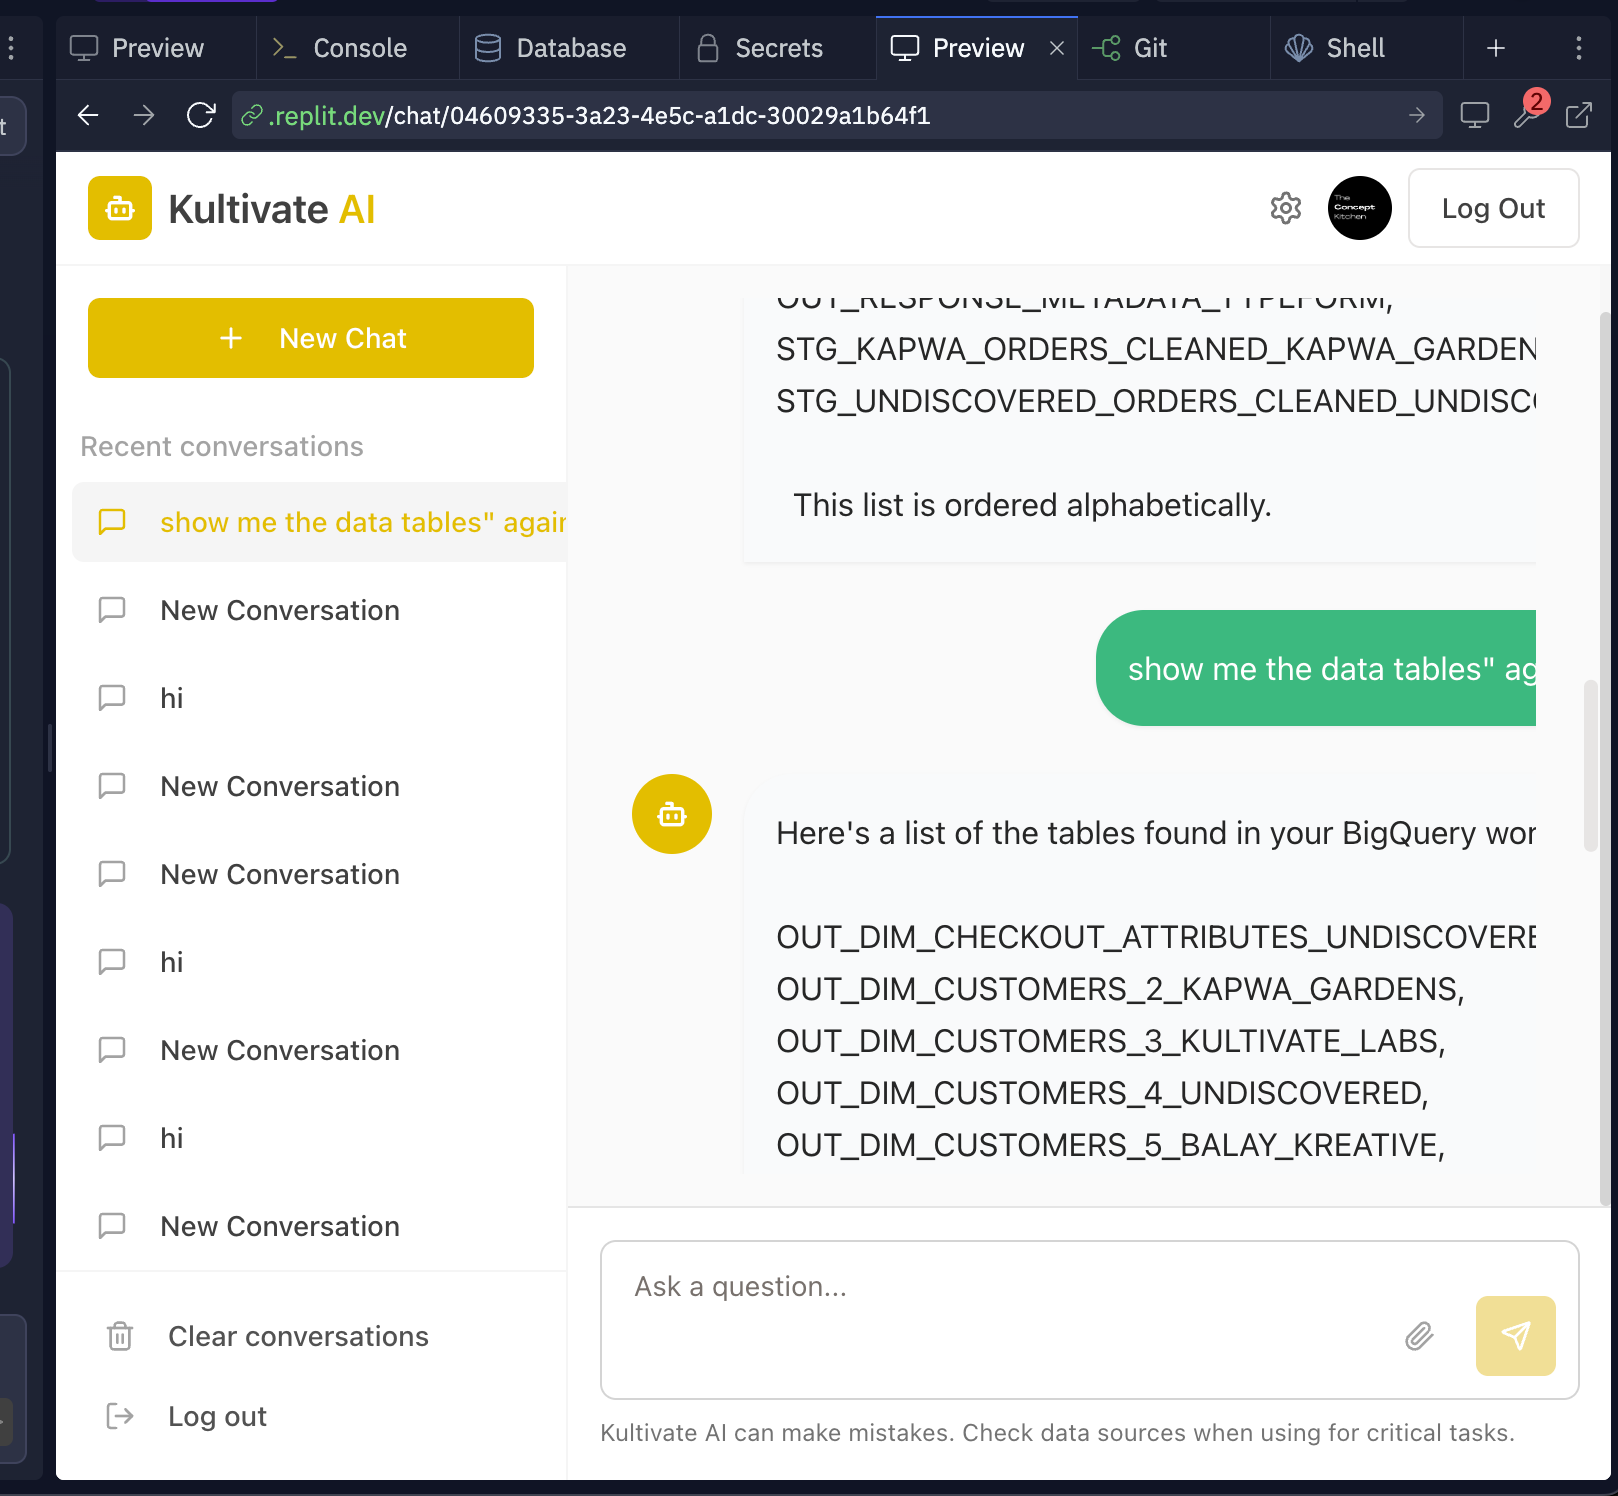 Preview
Console
Database
Secrets
Preview
Git
Shell
.replit.dev/chat/04609335-3a23-4e5c-a1dc-30029a1b64f1
2
Kultivate AI
The
Concept
Kitchen
Log Out
New Chat
Recent conversations
show me the data tables" again
New Conversation
hi
New Conversation
New Conversation
hi
New Conversation
hi
New Conversation
Clear conversations
Log out
OUT_RESPONSE_METADATA_TYPEFORM,
STG_KAPWA_ORDERS_CLEANED_KAPWA_GARDEN
STG_UNDISCOVERED_ORDERS_CLEANED_UNDISCO
This list is ordered alphabetically.
show me the data tables" ag
Here's a list of the tables found in your BigQuery wor
OUT_DIM_CHECKOUT_ATTRIBUTES_UNDISCOVERE
OUT_DIM_CUSTOMERS_2_KAPWA_GARDENS,
OUT_DIM_CUSTOMERS_3_KULTIVATE_LABS,
OUT_DIM_CUSTOMERS_4_UNDISCOVERED,
OUT_DIM_CUSTOMERS_5_BALAY_KREATIVE,
Ask a question...
Kultivate AI can make mistakes. Check data sources when using for critical tasks.